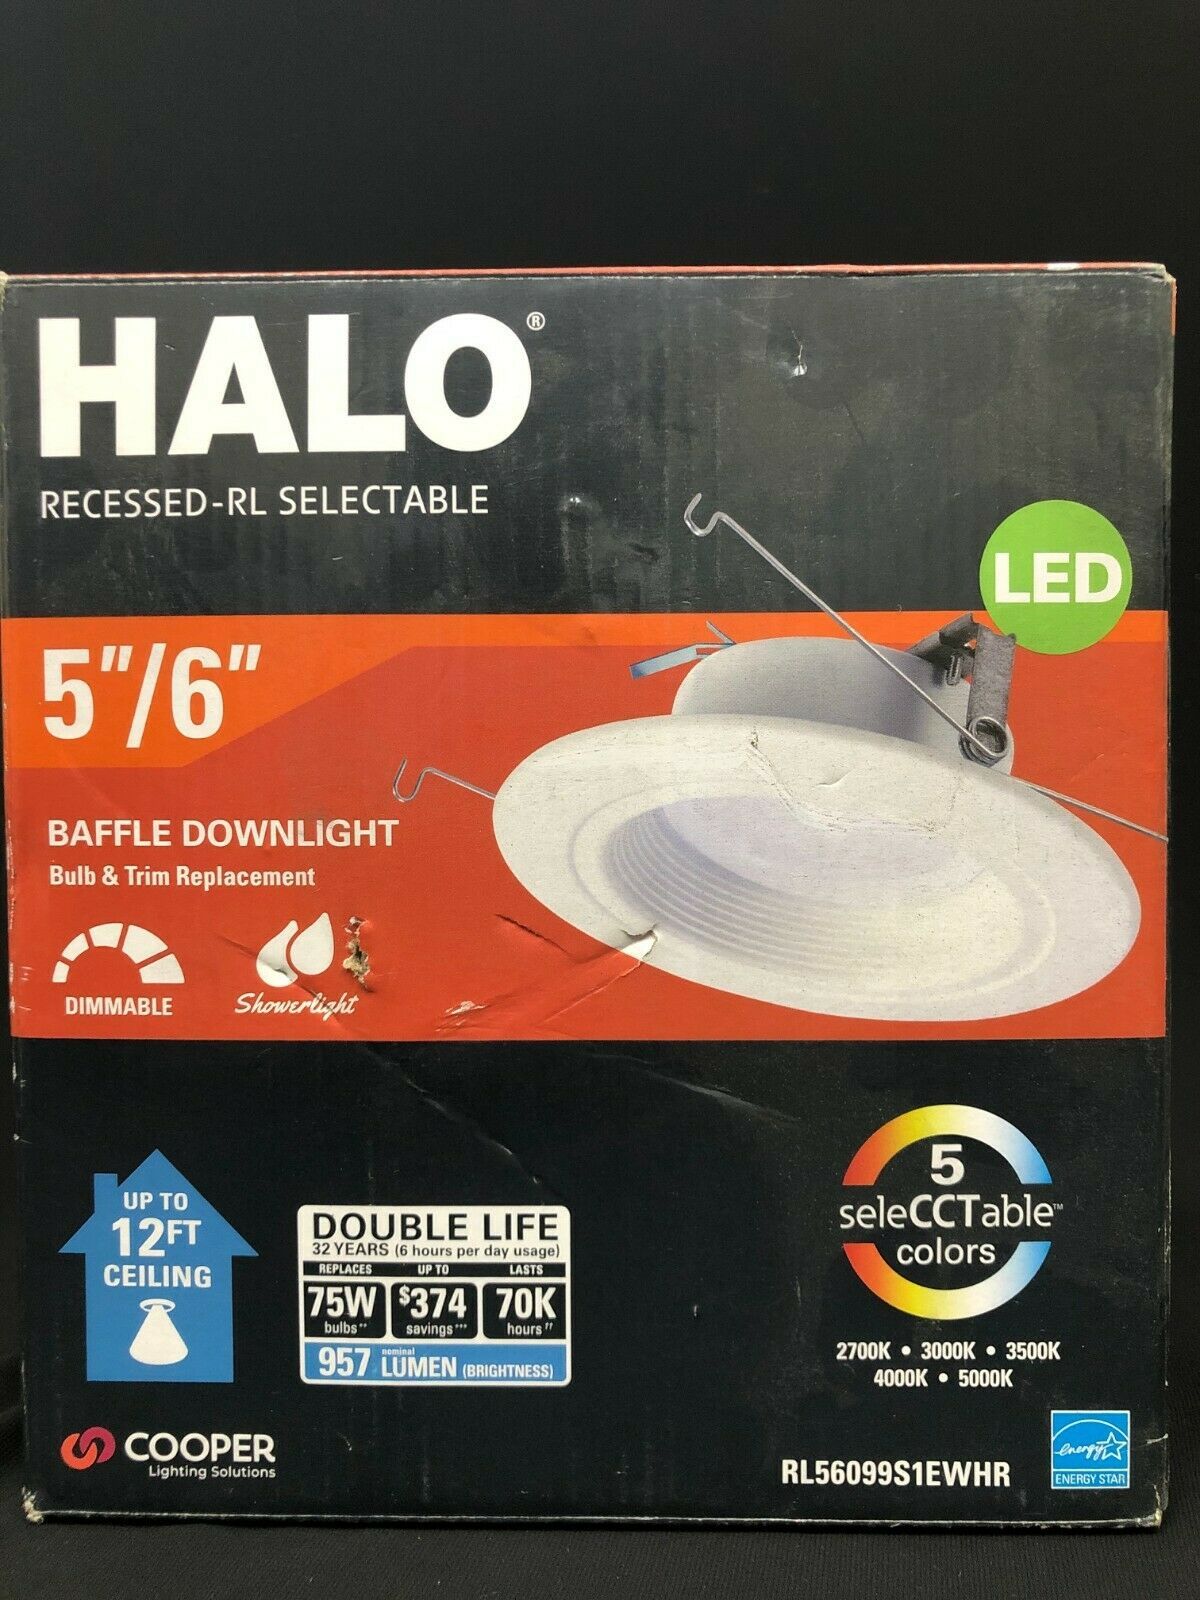 HALO®
RECESSED-RL SELECTABLE
LED
5"/6"
BAFFLE DOWNLIGHT
Bulb & Trim Replacement
DIMMABLE
Showerlight
UP TO
12FT
CEILING
DOUBLE LIFE
32 YEARS (6 hours per day usage)
REPLACES UP TO LASTS
75W $374 70K
bulbs** savings*** hours††
957 nominal LUMEN (BRIGHTNESS)
5
seleCCTable™
colors
2700K • 3000K • 3500K
4000K • 5000K
COOPER
Lighting Solutions
RL56099S1EWHR
energy
ENERGY STAR